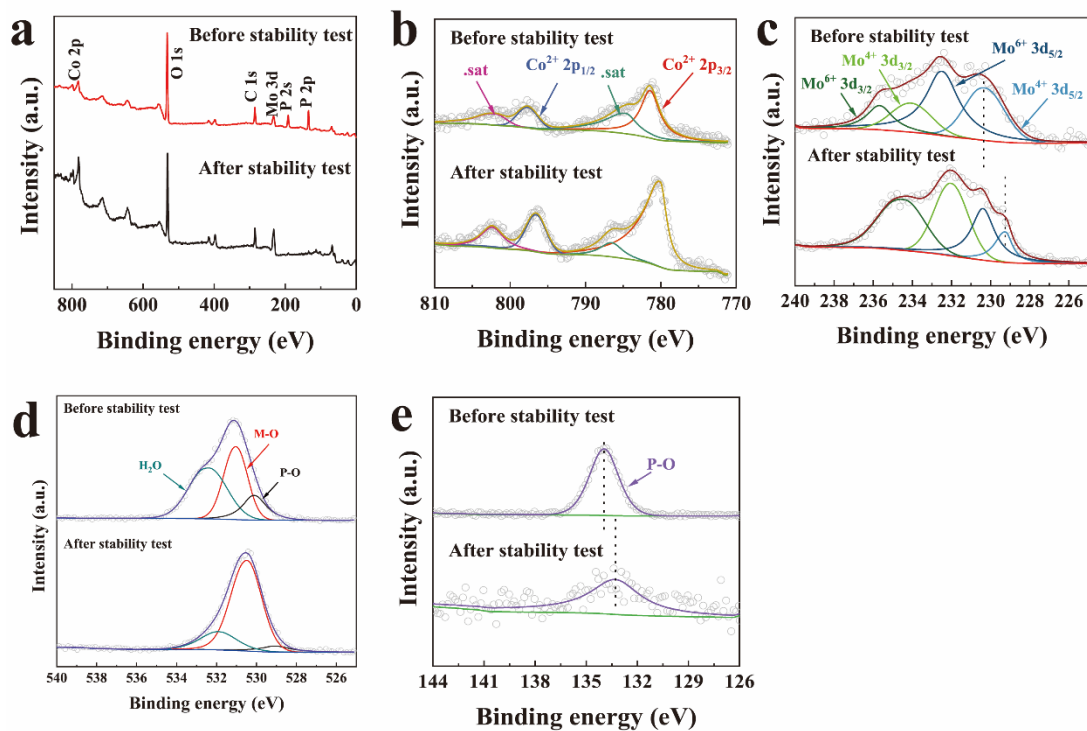 a
Before stability test
Co 2p
O 1s
C 1s
Mo 3d
P 2s
P 2p
After stability test
Intensity (a.u.)
800 600 400 200 0
Binding energy (eV)
b
Before stability test
.sat
Co²⁺ 2p₁/₂
.sat
Co²⁺ 2p₃/₂
After stability test
Intensity (a.u.)
810 800 790 780 770
Binding energy (eV)
c
Before stability test
Mo⁶⁺ 3d₅/₂
Mo⁴⁺ 3d₃/₂
Mo⁶⁺
3d₃/₂
Mo⁴⁺
3d₅/₂
After stability test
Intensity (a.u.)
240 237 234 231 228 225
Binding energy (eV)
d
Before stability test
M-O
H₂O
P-O
After stability test
Intensity (a.u.)
540 538 536 534 532 530 528 526
Binding energy (eV)
e
Before stability test
P-O
After stability test
Intensity (a.u.)
144 141 138 135 132 129 126
Binding energy (eV)